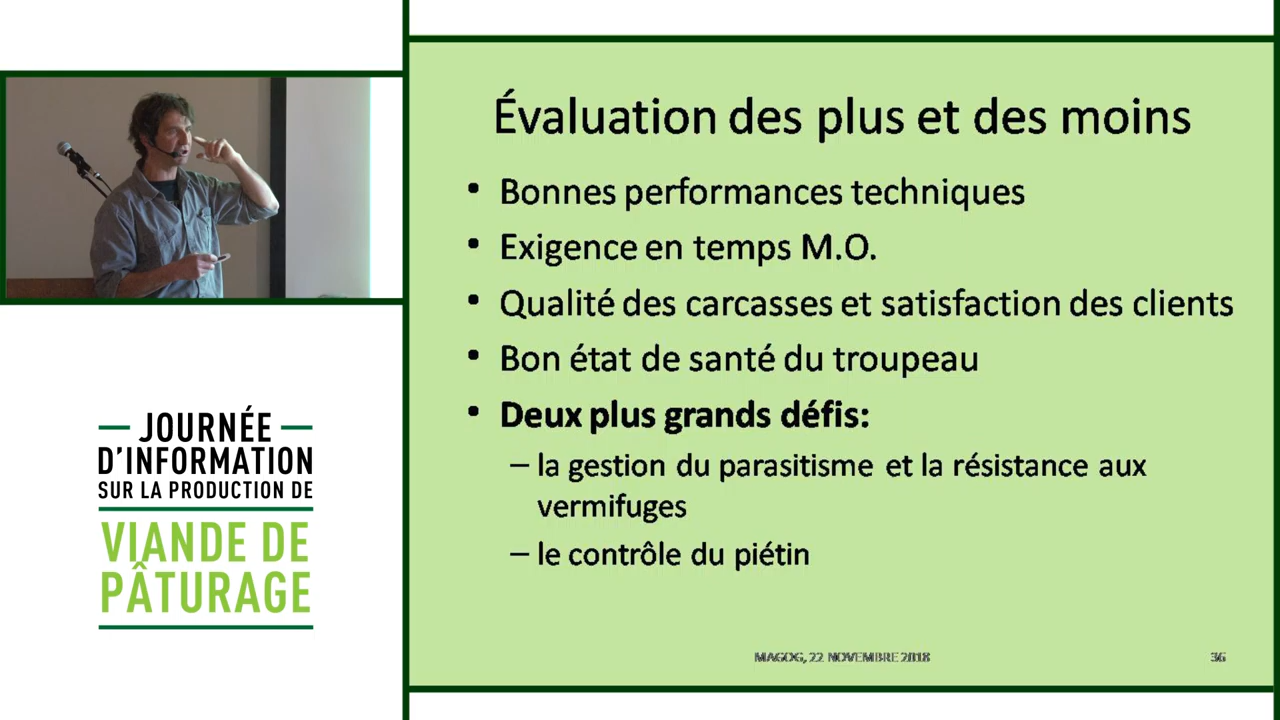 Évaluation des plus et des moins
• Bonnes performances techniques
• Exigence en temps M.O.
• Qualité des carcasses et satisfaction des clients
• Bon état de santé du troupeau
• Deux plus grands défis:
– la gestion du parasitisme et la résistance aux
vermifuges
– le contrôle du piétin
MAGOG, 22 NOVEMBRE 2018
36
JOURNÉE
D'INFORMATION
SUR LA PRODUCTION DE
VIANDE DE
PÂTURAGE